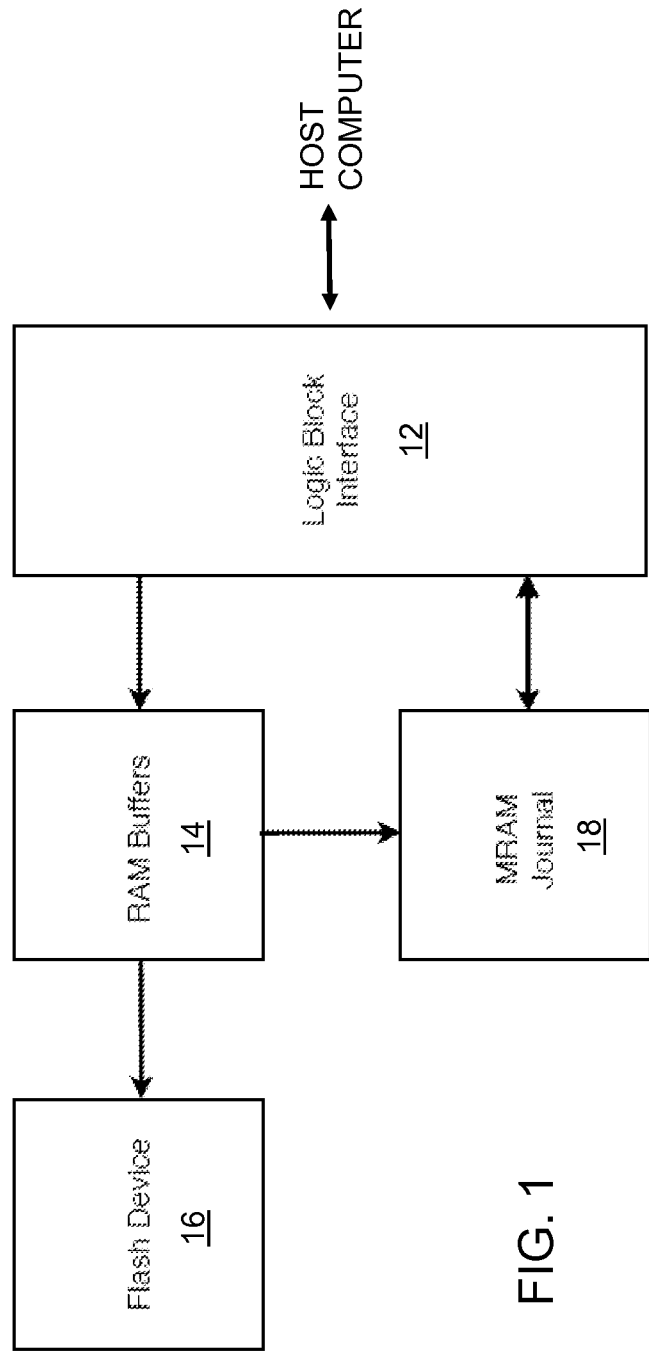 HOST
COMPUTER
Logic Block
Interface
12
RAM Buffers
14
MRAM
Journal
18
Flash Device
16
FIG. 1